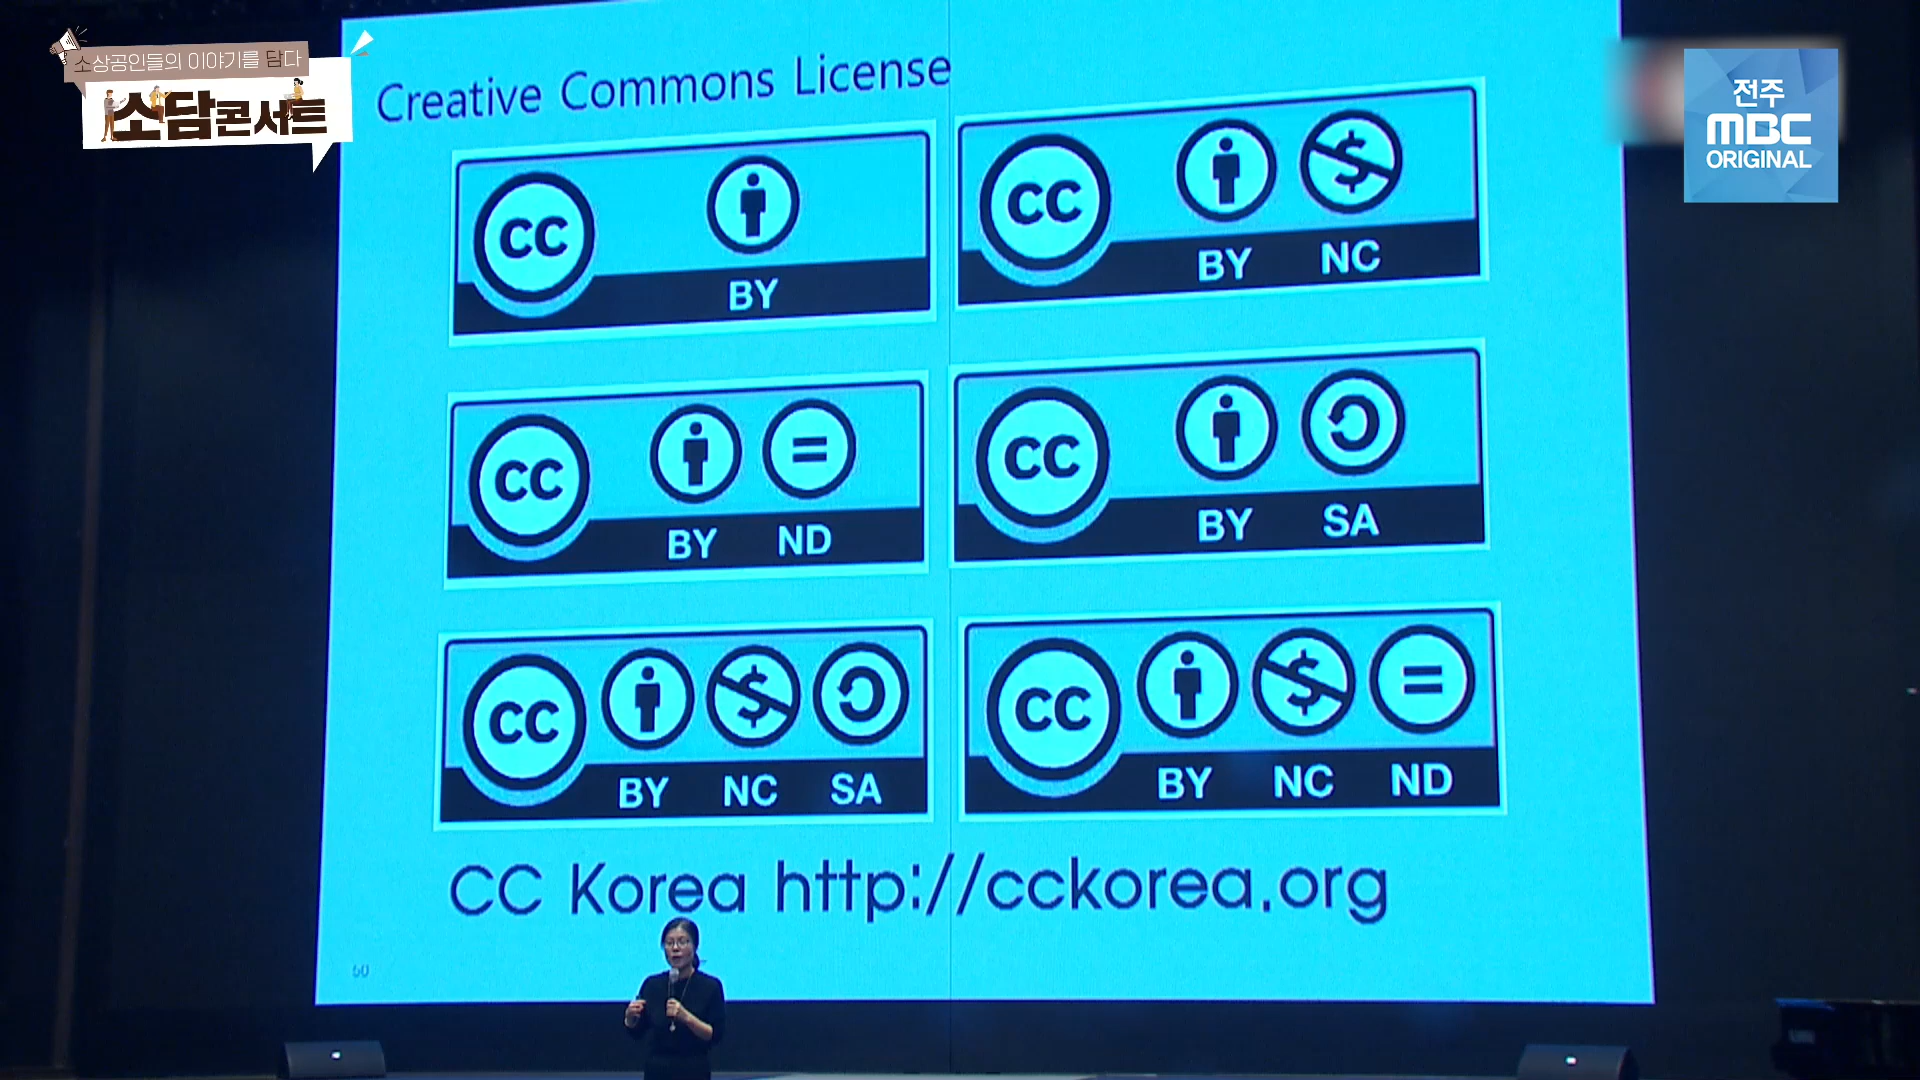 소상공인들의 이야기를 담다
소담콘서트
전주
MBC
ORIGINAL
Creative Commons License
CC BY
CC BY NC
CC BY ND
CC BY SA
CC BY NC SA
CC BY NC ND
CC Korea http://cckorea.org
60